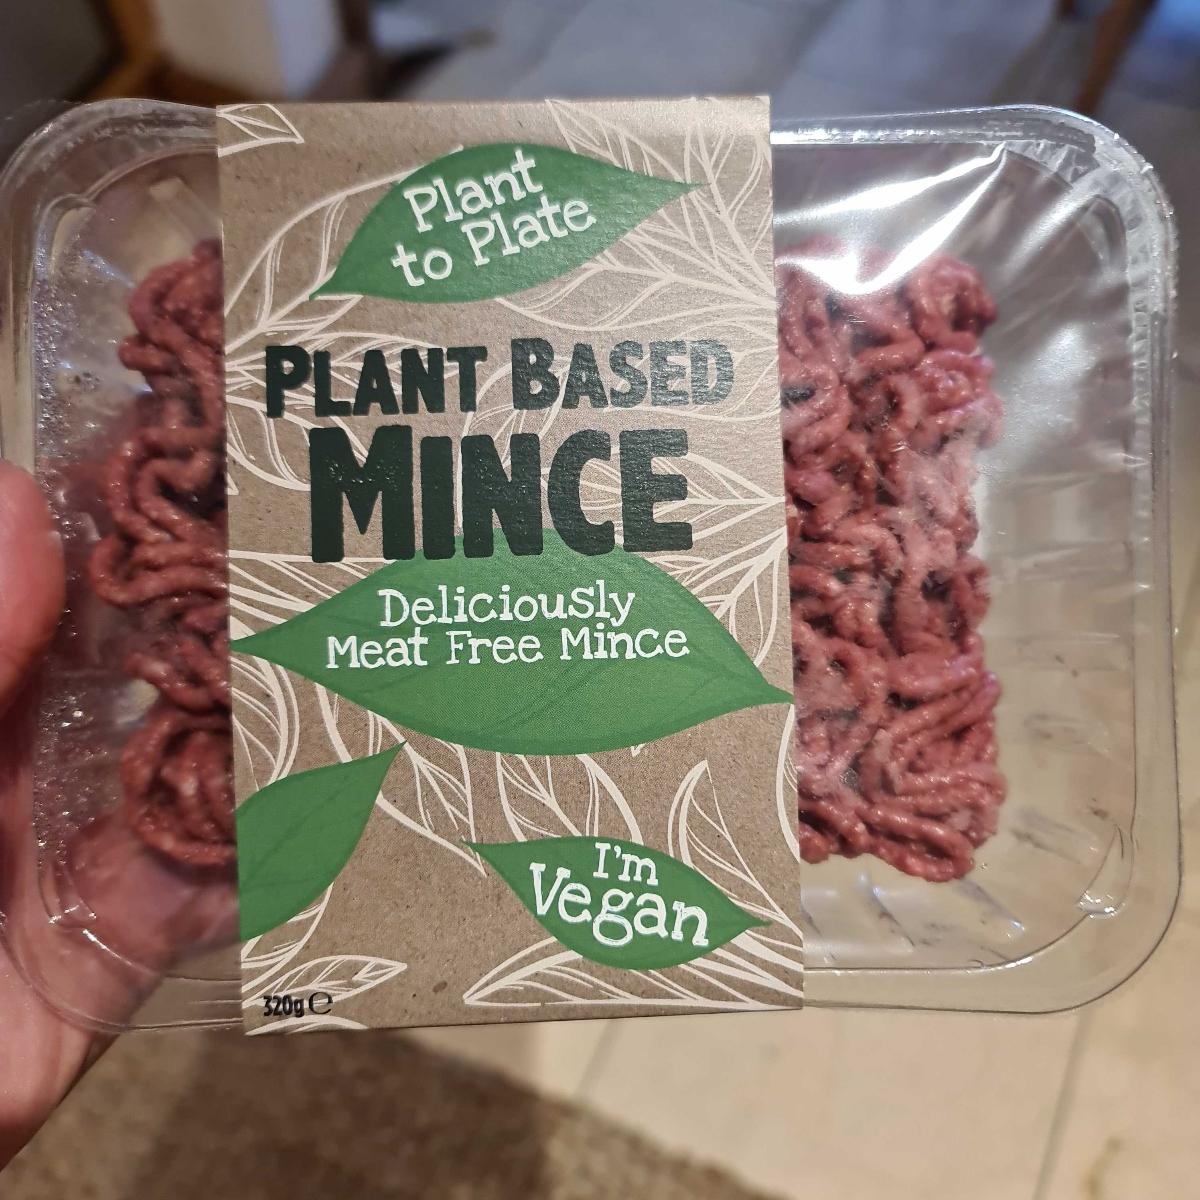 Plant
to Plate
PLANT BASED
MINCE
Deliciously
Meat Free Mince
I'm
Vegan
320g ℮